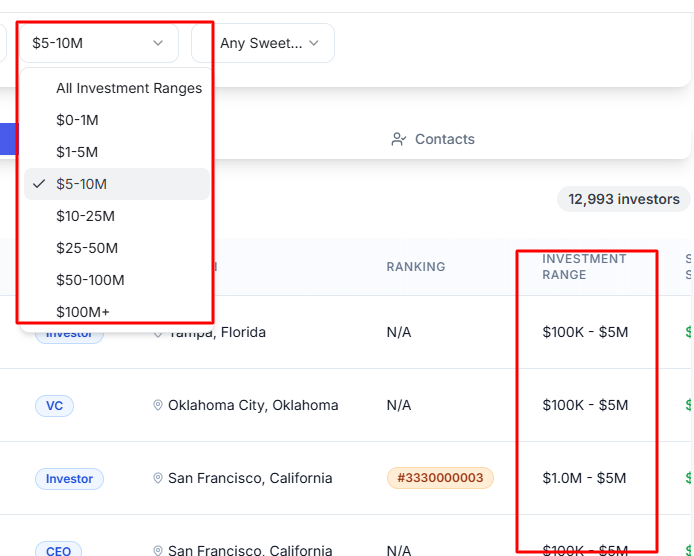 $5-10M
Any Sweet...
All Investment Ranges
$0-1M
$1-5M
$5-10M
$10-25M
$25-50M
$50-100M
$100M+
Contacts
12,993 investors
RANKING
INVESTMENT
RANGE
Investor
Tampa, Florida
N/A
$100K - $5M
VC
Oklahoma City, Oklahoma
N/A
$100K - $5M
Investor
San Francisco, California
#3330000003
$1.0M - $5M
CEO
San Francisco, California
N/A
$100K - $5M